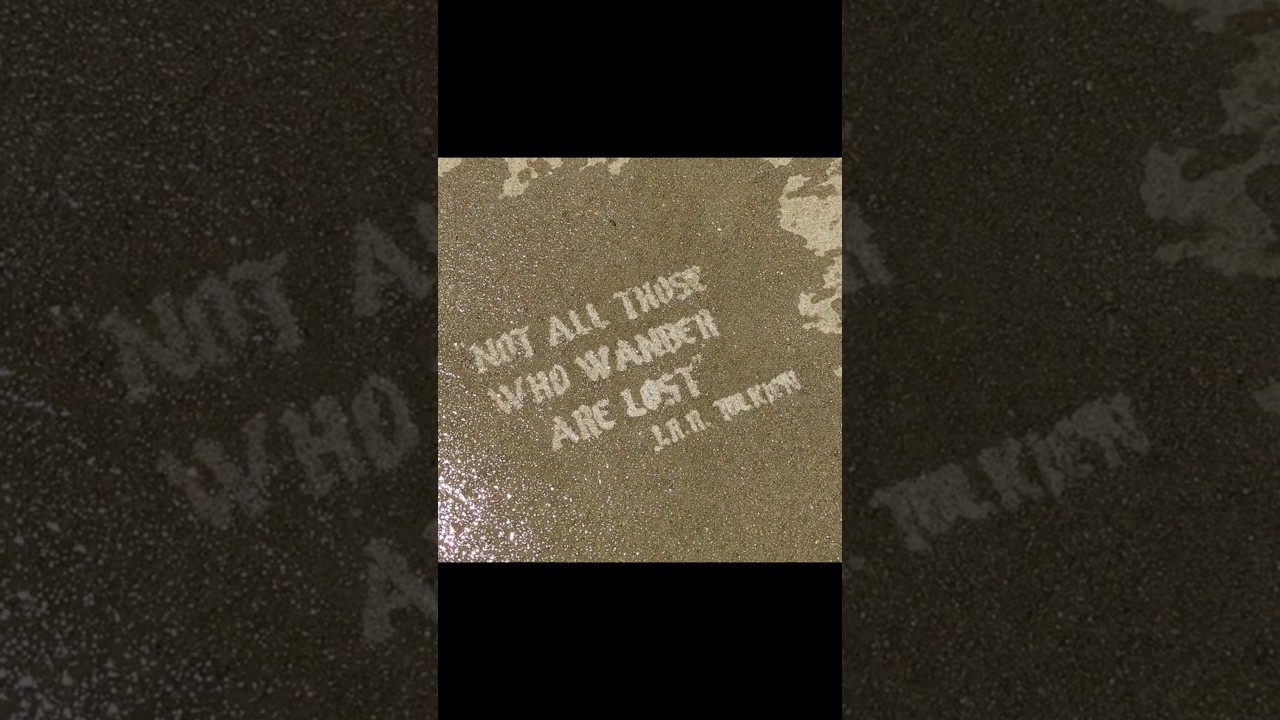 NOT ALL THOSE
WHO WANDER
ARE LOST
J.R.R. TOLKIEN